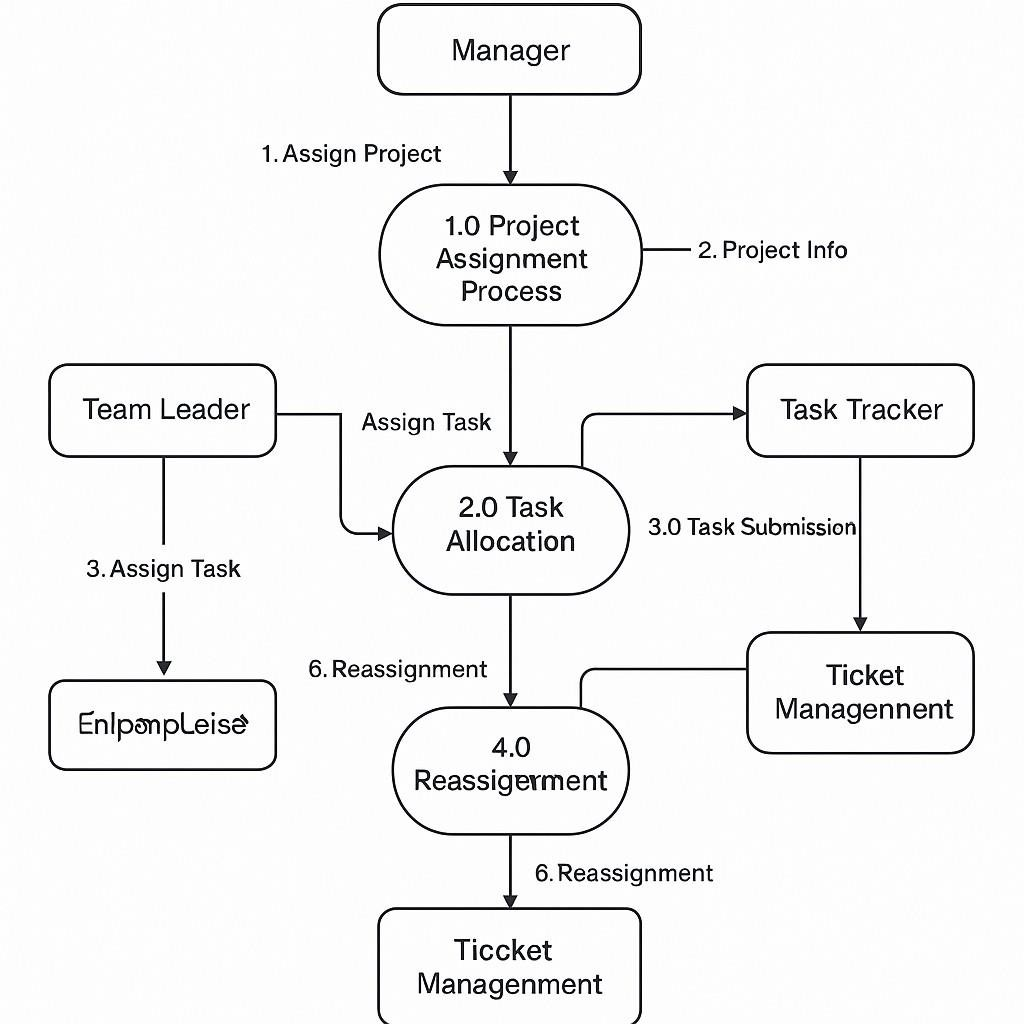 Manager
1. Assign Project
1.0 Project
Assignment
Process
2. Project Info
Team Leader
Assign Task
Task Tracker
2.0 Task
Allocation
3.0 Task Submission
3. Assign Task
6. Reassignment
Ticket
Managennent
4.0
6. Reassignment
Ticcket
Managenment